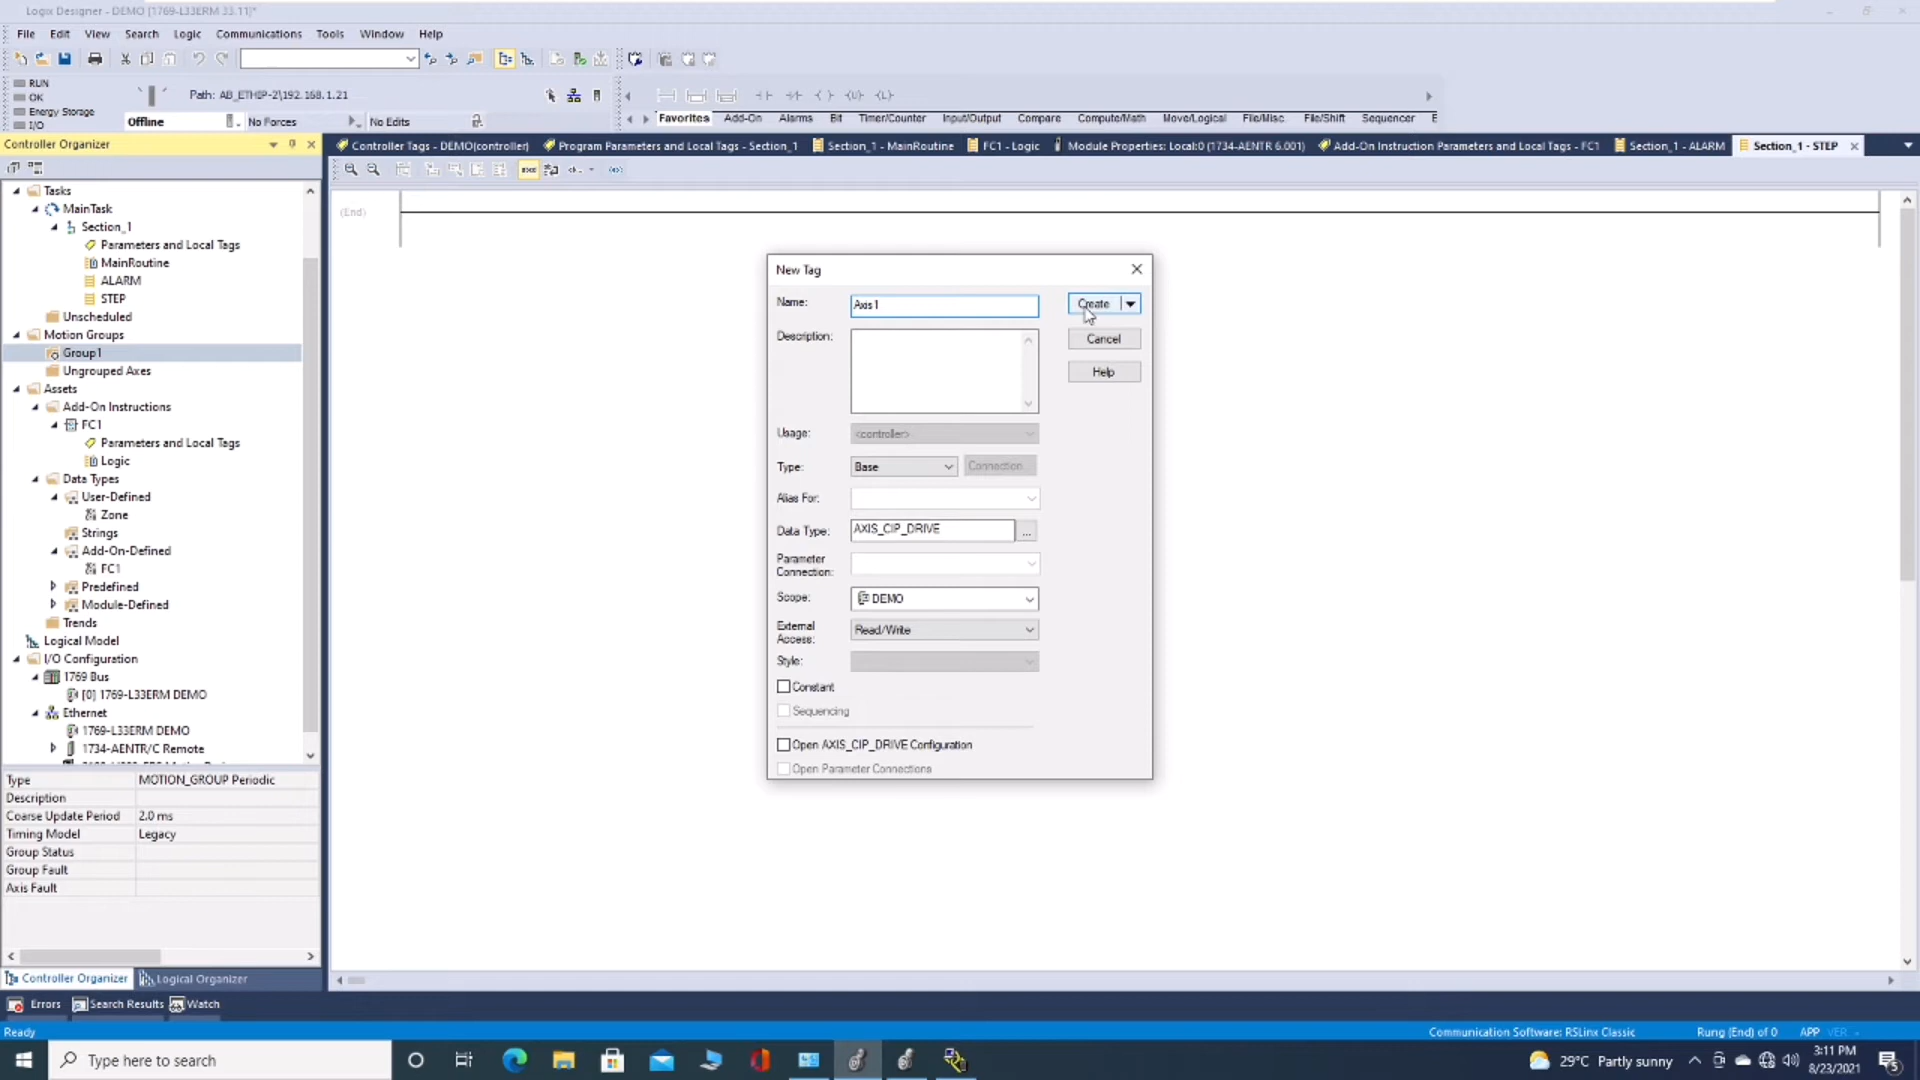 Logix Designer - DEMO [1769-L33ERM 33.11]*
File Edit View Search Logic Communications Tools Window Help
RUN
OK
Energy Storage
I/O
Path: AB_ETHIP-2\192.168.1.21
Offline No Forces No Edits
Favorites Add-On Alarms Bit Timer/Counter Input/Output Compare Compute/Math Move/Logical File/Misc. File/Shift Sequencer E
Controller Organizer
Controller Tags - DEMO(controller) Program Parameters and Local Tags - Section_1 Section_1 - MainRoutine FC1 - Logic Module Properties: Local:0 (1734-AENTR 6.001) Add-On Instruction Parameters and Local Tags - FC1 Section_1 - ALARM Section_1 - STEP
Tasks
MainTask
Section_1
Parameters and Local Tags
MainRoutine
ALARM
STEP
Unscheduled
Motion Groups
Group1
Ungrouped Axes
Assets
Add-On Instructions
FC1
Parameters and Local Tags
Logic
Data Types
User-Defined
Zone
Strings
Add-On-Defined
FC1
Predefined
Module-Defined
Trends
Logical Model
I/O Configuration
1769 Bus
[0] 1769-L33ERM DEMO
Ethernet
1769-L33ERM DEMO
1734-AENTR/C Remote
Type MOTION_GROUP Periodic
Description
Coarse Update Period 2.0 ms
Timing Model Legacy
Group Status
Group Fault
Axis Fault
Controller Organizer Logical Organizer
(End)
New Tag
Name: Axis1 Create
Description: Cancel
Help
Usage: <controller>
Type: Base Connection...
Alias For:
Data Type: AXIS_CIP_DRIVE ...
Parameter
Connection:
Scope: DEMO
External
Access: Read/Write
Style:
Constant
Sequencing
Open AXIS_CIP_DRIVE Configuration
Open Parameter Connections
Errors Search Results Watch
Ready Communication Software: RSLinx Classic Rung (End) of 0 APP VER
Type here to search 29°C Partly sunny 3:11 PM
8/23/2021 5